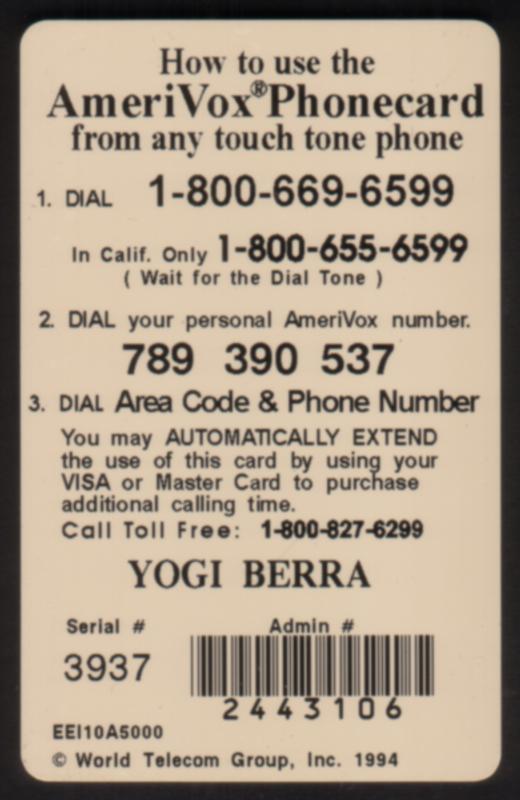 How to use the
AmeriVox®Phonecard
from any touch tone phone
1. DIAL 1-800-669-6599
In Calif. Only 1-800-655-6599
( Wait for the Dial Tone )
2. DIAL your personal AmeriVox number.
789 390 537
3. DIAL Area Code & Phone Number
You may AUTOMATICALLY EXTEND
the use of this card by using your
VISA or Master Card to purchase
additional calling time.
Call Toll Free: 1-800-827-6299
YOGI BERRA
Serial # Admin #
3937
2443106
EEI10A5000
© World Telecom Group, Inc. 1994